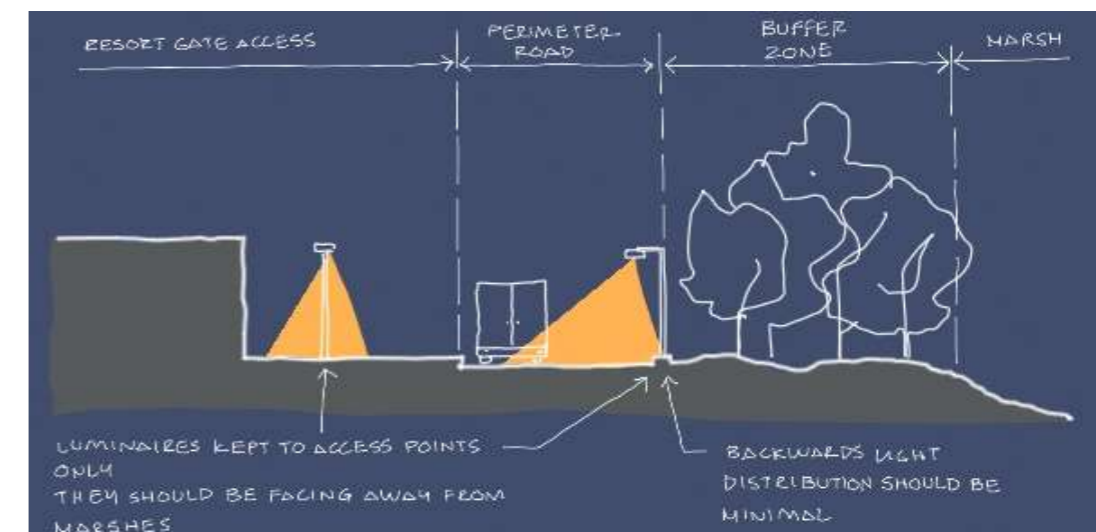 RESORT GATE ACCESS
PERIMETER
ROAD
BUFFER
ZONE
MARSH
LUMINAIRES KEPT TO ACCESS POINTS
ONLY
THEY SHOULD BE FACING AWAY FROM
MARSHES
BACKWARDS LIGHT
DISTRIBUTION SHOULD BE
MINIMAL